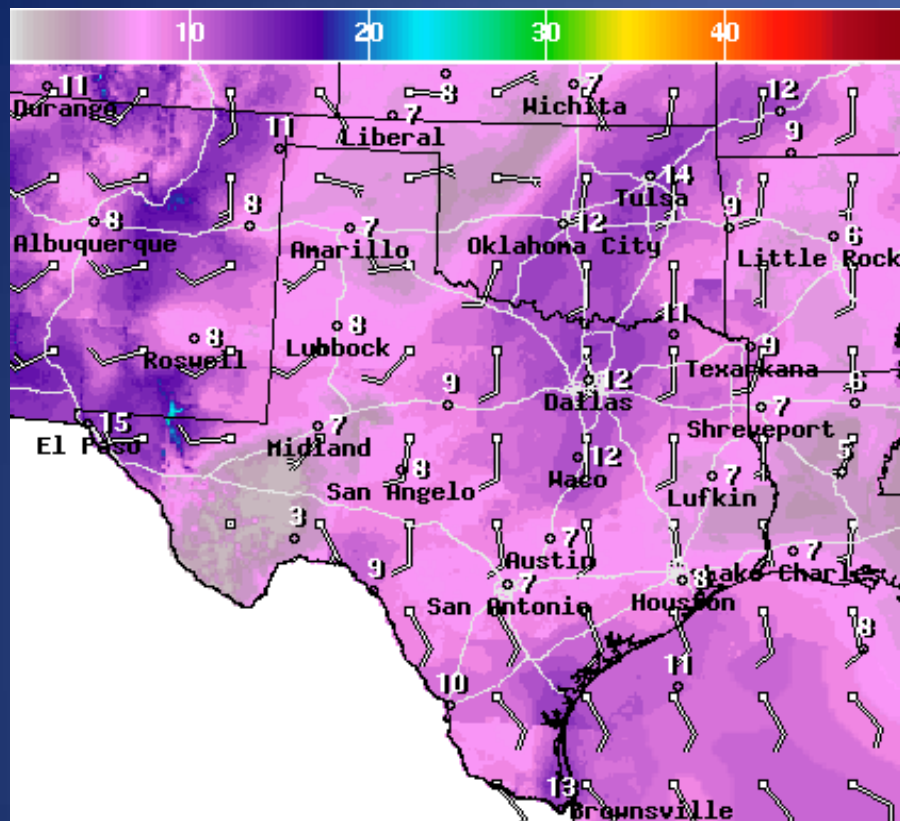 10 20 30 40
11 8 7 12
Durango Wichita
7 9
11 Liberal
14
Tulsa
8 8 7 12 9 6
Albuquerque Amarillo Oklahoma City Little Rock
8 8 11 9
Roswell Lubbock Texarkana
12
9 Dallas 7 6
15 7 Shreveport
El Paso Midland
8 12 7 5
San Angelo Waco Lufkin
3 7 7
Austin
9 7 8 Lake Charles
San Antonio Houston
8
10 11
13
Brownsville